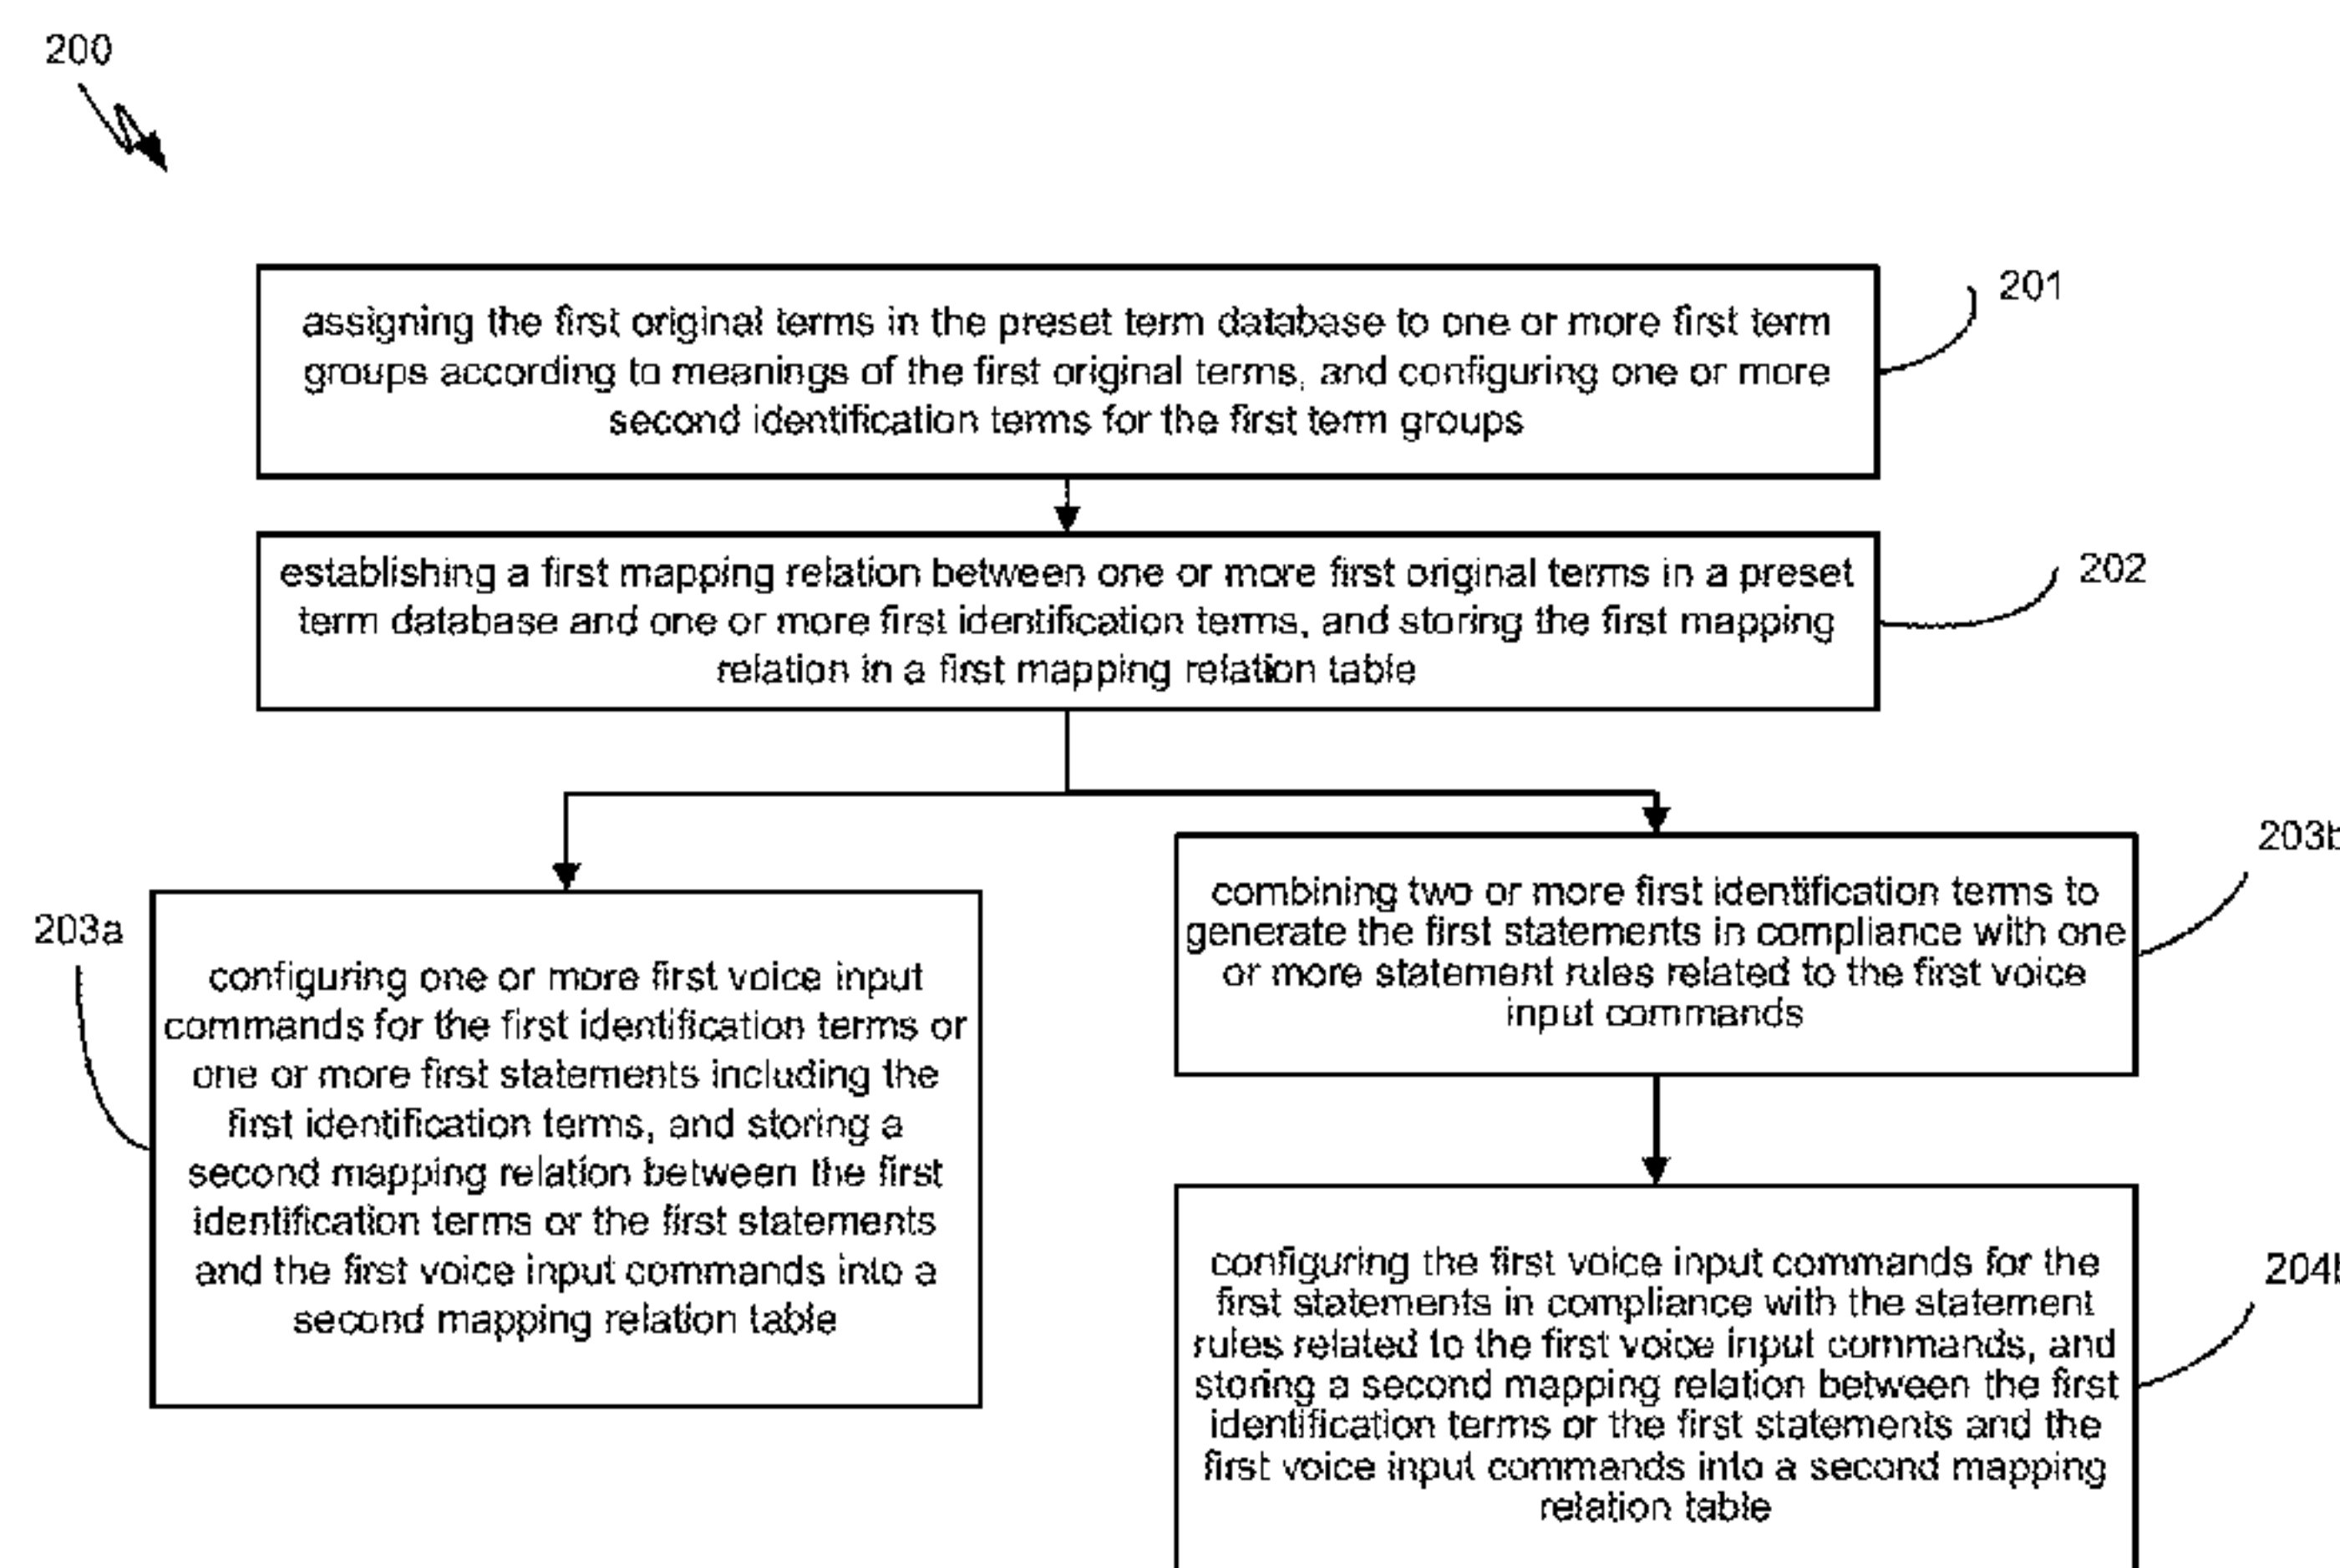 200
201
assigning the first original terms in the preset term database to one or more first term
groups according to meanings of the first original terms, and configuring one or more
second identification terms for the first term groups
202
establishing a first mapping relation between one or more first original terms in a preset
term database and one or more first identification terms, and storing the first mapping
relation in a first mapping relation table
203a
configuring one or more first voice input
commands for the first identification terms or
one or more first statements including the
first identification terms, and storing a
second mapping relation between the first
identification terms or the first statements
and the first voice input commands into a
second mapping relation table
203b
combining two or more first identification terms to
generate the first statements in compliance with one
or more statement rules related to the first voice
input commands
204b
configuring the first voice input commands for the
first statements in compliance with the statement
rules related to the first voice input commands, and
storing a second mapping relation between the first
identification terms or the first statements and the
first voice input commands into a second mapping
relation table